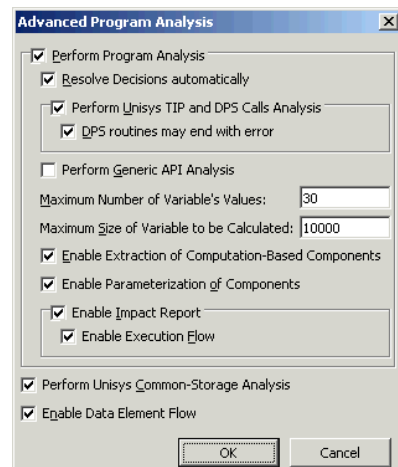 Advanced Program Analysis
Perform Program Analysis
Resolve Decisions automatically
Perform Unisys TIP and DPS Calls Analysis
DPS routines may end with error
Perform Generic API Analysis
Maximum Number of Variable's Values: 30
Maximum Size of Variable to be Calculated: 10000
Enable Extraction of Computation-Based Components
Enable Parameterization of Components
Enable Impact Report
Enable Execution Flow
Perform Unisys Common-Storage Analysis
Enable Data Element Flow
OK Cancel